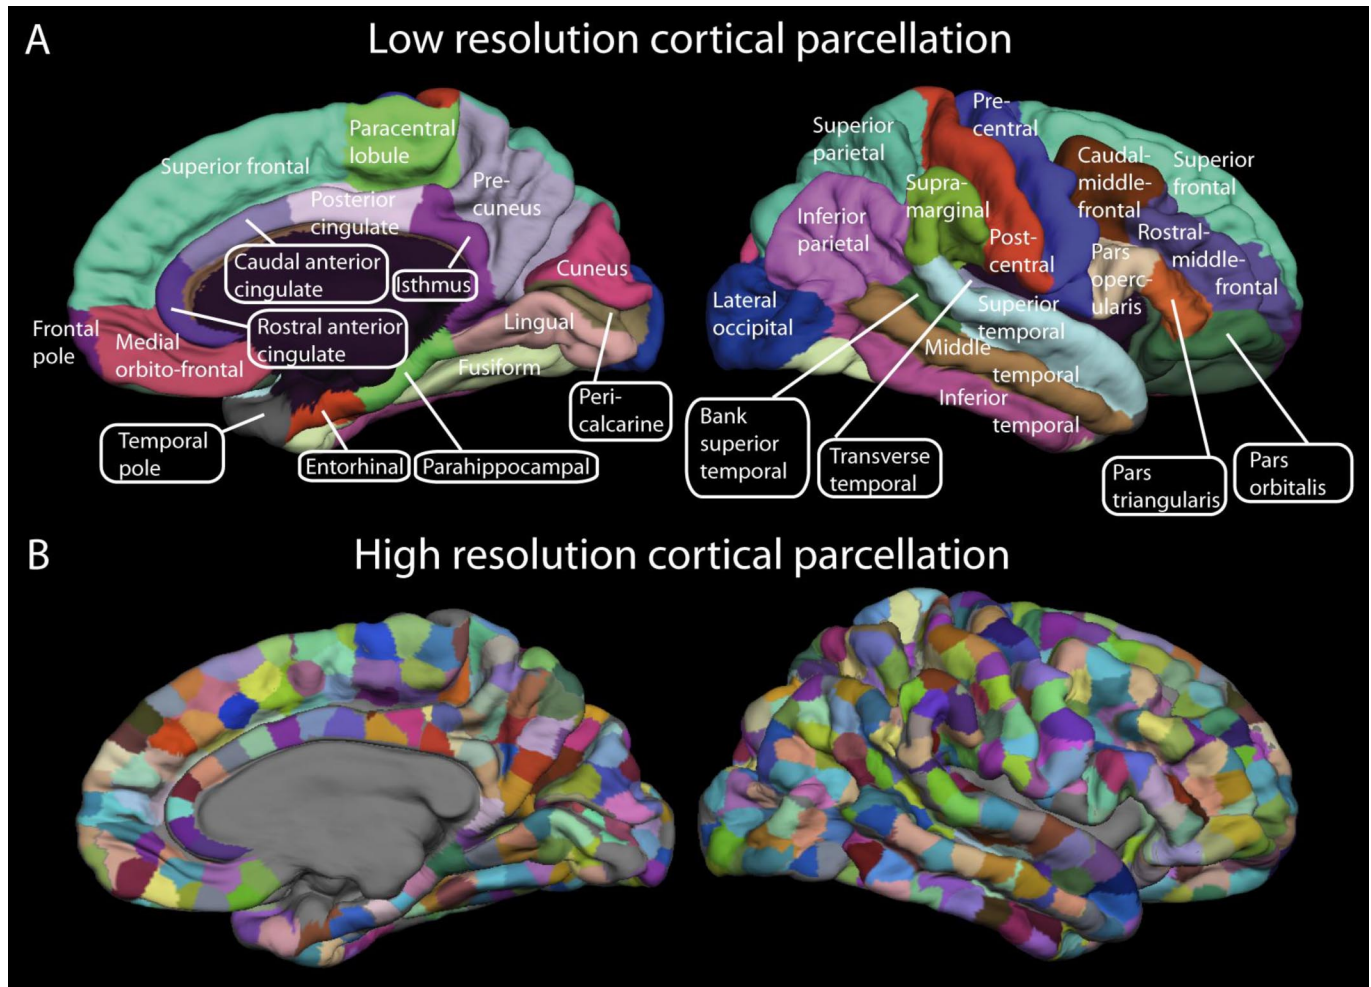 A
Low resolution cortical parcellation
Superior frontal
Paracentral
lobule
Posterior
cingulate
Pre-
cuneus
Caudal anterior
cingulate
Isthmus
Cuneus
Rostral anterior
cingulate
Frontal
pole
Medial
orbito-frontal
Lingual
Fusiform
Peri-
calcarine
Temporal
pole
Entorhinal
Parahippocampal
Superior
parietal
Pre-
central
Caudal-
middle-
frontal
Superior
frontal
Supra-
marginal
Inferior
parietal
Post-
central
Pars
operc-
ularis
Rostral-
middle-
frontal
Lateral
occipital
Superior
temporal
Middle
temporal
Inferior
temporal
Bank
superior
temporal
Transverse
temporal
Pars
triangularis
Pars
orbitalis
B
High resolution cortical parcellation